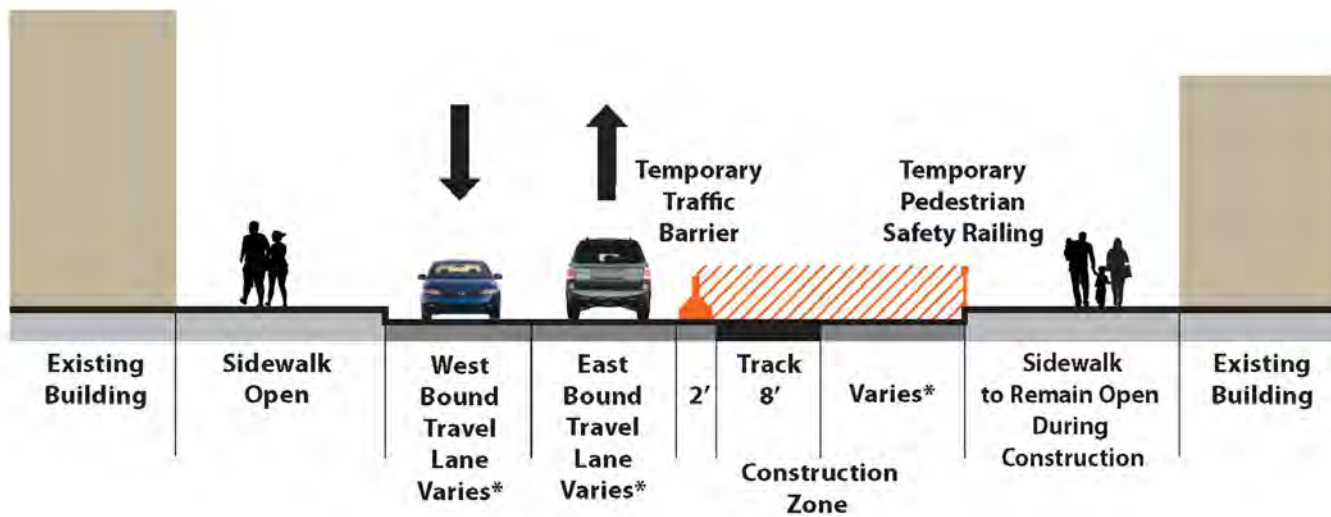 Temporary
Traffic
Barrier
Temporary
Pedestrian
Safety Railing
Existing
Building
Sidewalk
Open
West
Bound
Travel
Lane
Varies*
East
Bound
Travel
Lane
Varies*
2’
Track
8’
Varies*
Construction
Zone
Sidewalk
to Remain Open
During
Construction
Existing
Building